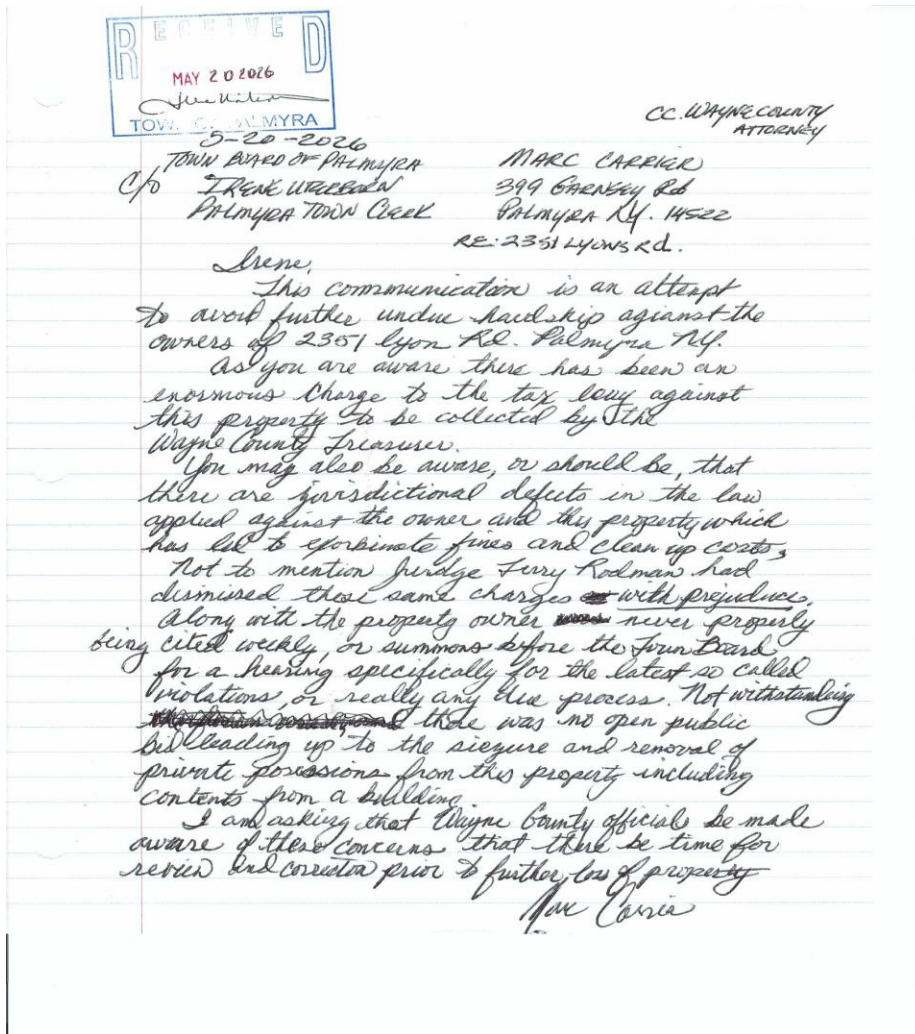 RECEIVED
MAY 20 2026
TOWN OF PALMYRA
CC. WAYNE COUNTY
ATTORNEY
5-20-2026
TOWN BOARD OF PALMYRA
C/O IRENE
PALMYRA TOWN CLERK
MARC CARRIER
399 GARNSEY Rd
PALMYRA NY. 14522
RE: 2351 LYONS Rd.
Irene,
This communication is an attempt
to avoid further undue hardship against the
owners of 2351 lyon Rd. Palmyra NY.
As you are aware there has been an
enormous charge to the tax levy against
this property to be collected by the
Wayne County Treasuser.
You may also be aware, or should be, that
there are jurisdictional defects in the law
applied against the owner and this property which
has led to exorbinate fines and clean up costs,
Not to mention Jurdge Terry Rodman had
dismissed these same charges with prejuduce.
Along with the property owner never properly
being cited weekly, or summons before the Town Board
for a hearing specifically for the latest so called
violations, or really any due process. Not withstanding
there was no open public
bid leading up to the siezure and removal of
private possessions from this property including
contents from a building
I am asking that Wayne County official be made
aware of these concerns that there be time for
review and correction prior to further loss of property
Marc Carrier